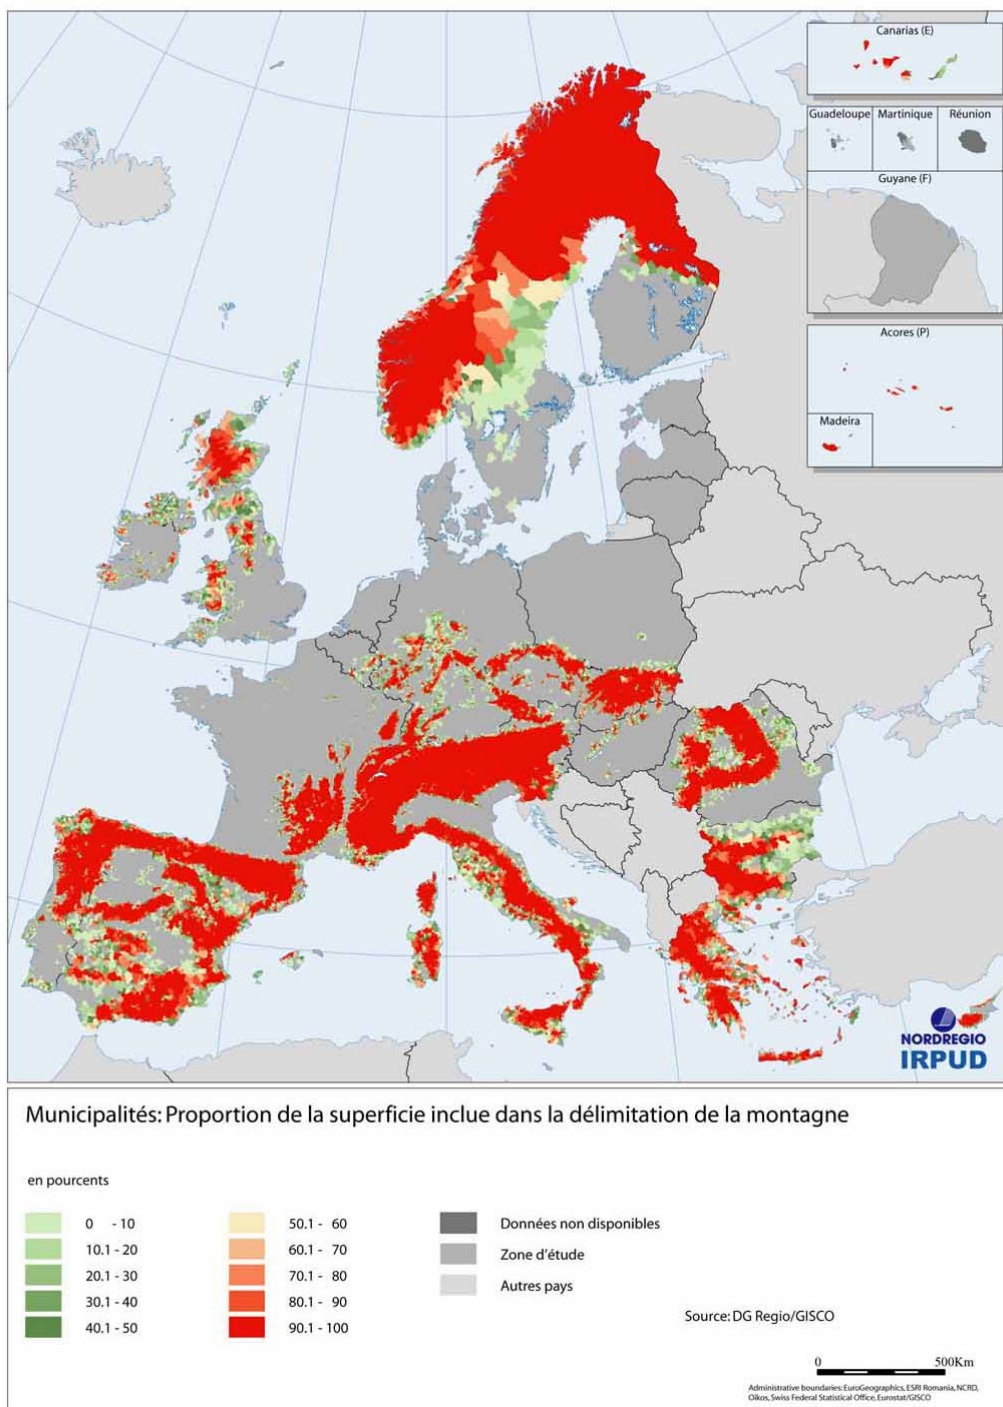 Canarias (E)
Guadeloupe
Martinique
Réunion
Guyane (F)
Acores (P)
Madeira
NORDREGIO
IRPUD
Municipalités: Proportion de la superficie inclue dans la délimitation de la montagne
en pourcents
0 - 10
10.1 - 20
20.1 - 30
30.1 - 40
40.1 - 50
50.1 - 60
60.1 - 70
70.1 - 80
80.1 - 90
90.1 - 100
Données non disponibles
Zone d'étude
Autres pays
Source: DG Regio/GISCO
0 500Km
Administrative boundaries: EuroGeographics, ESRI Romania, NCRD,
Oïkos, Swiss Federal Statistical Office, Eurostat/GISCO